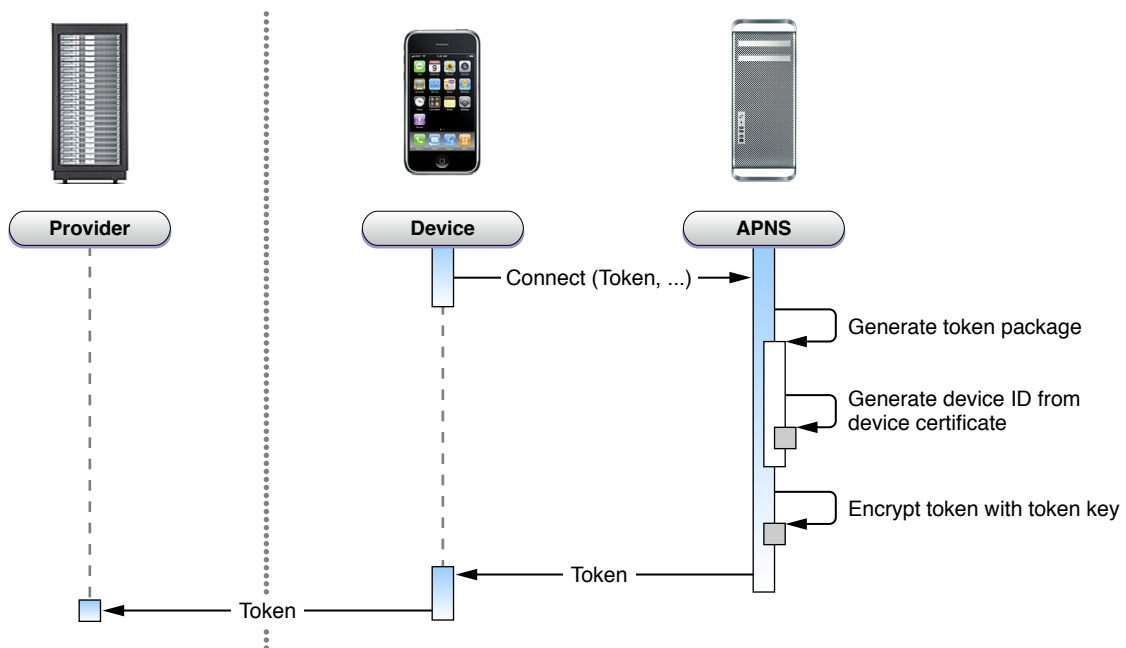 Provider
Device
APNS
Connect (Token, ...)
Generate token package
Generate device ID from
device certificate
Encrypt token with token key
Token
Token